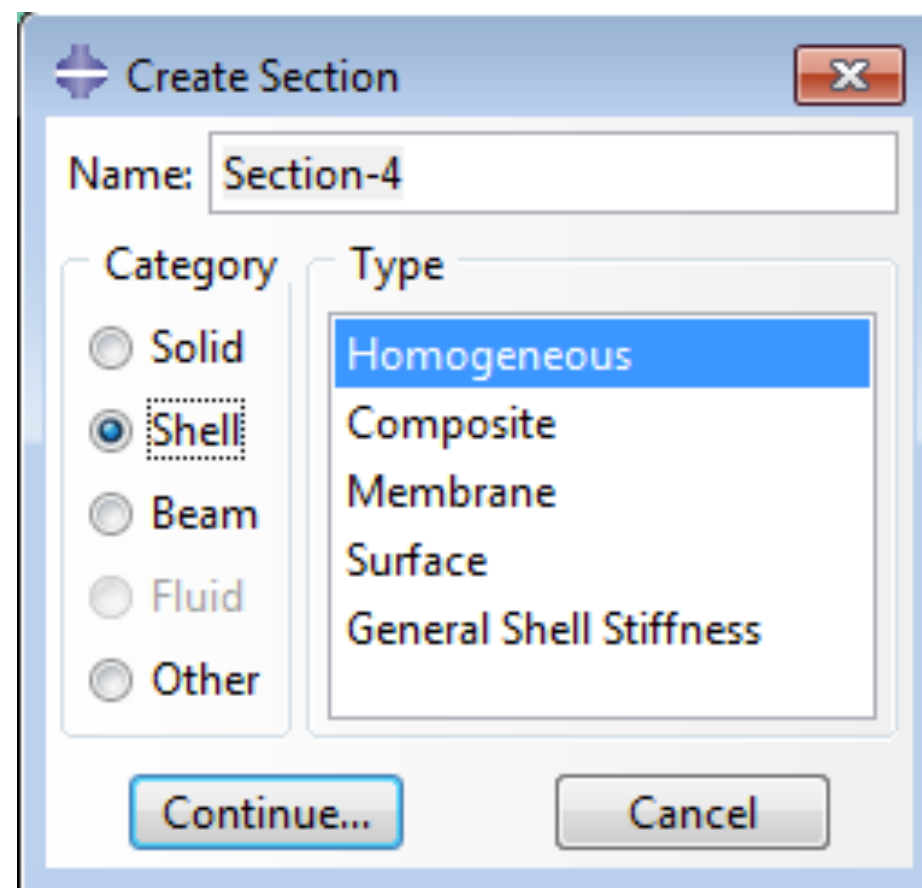 Create Section
Name: Section-4
Category
Solid
Shell
Beam
Fluid
Other
Type
Homogeneous
Composite
Membrane
Surface
General Shell Stiffness
Continue... Cancel